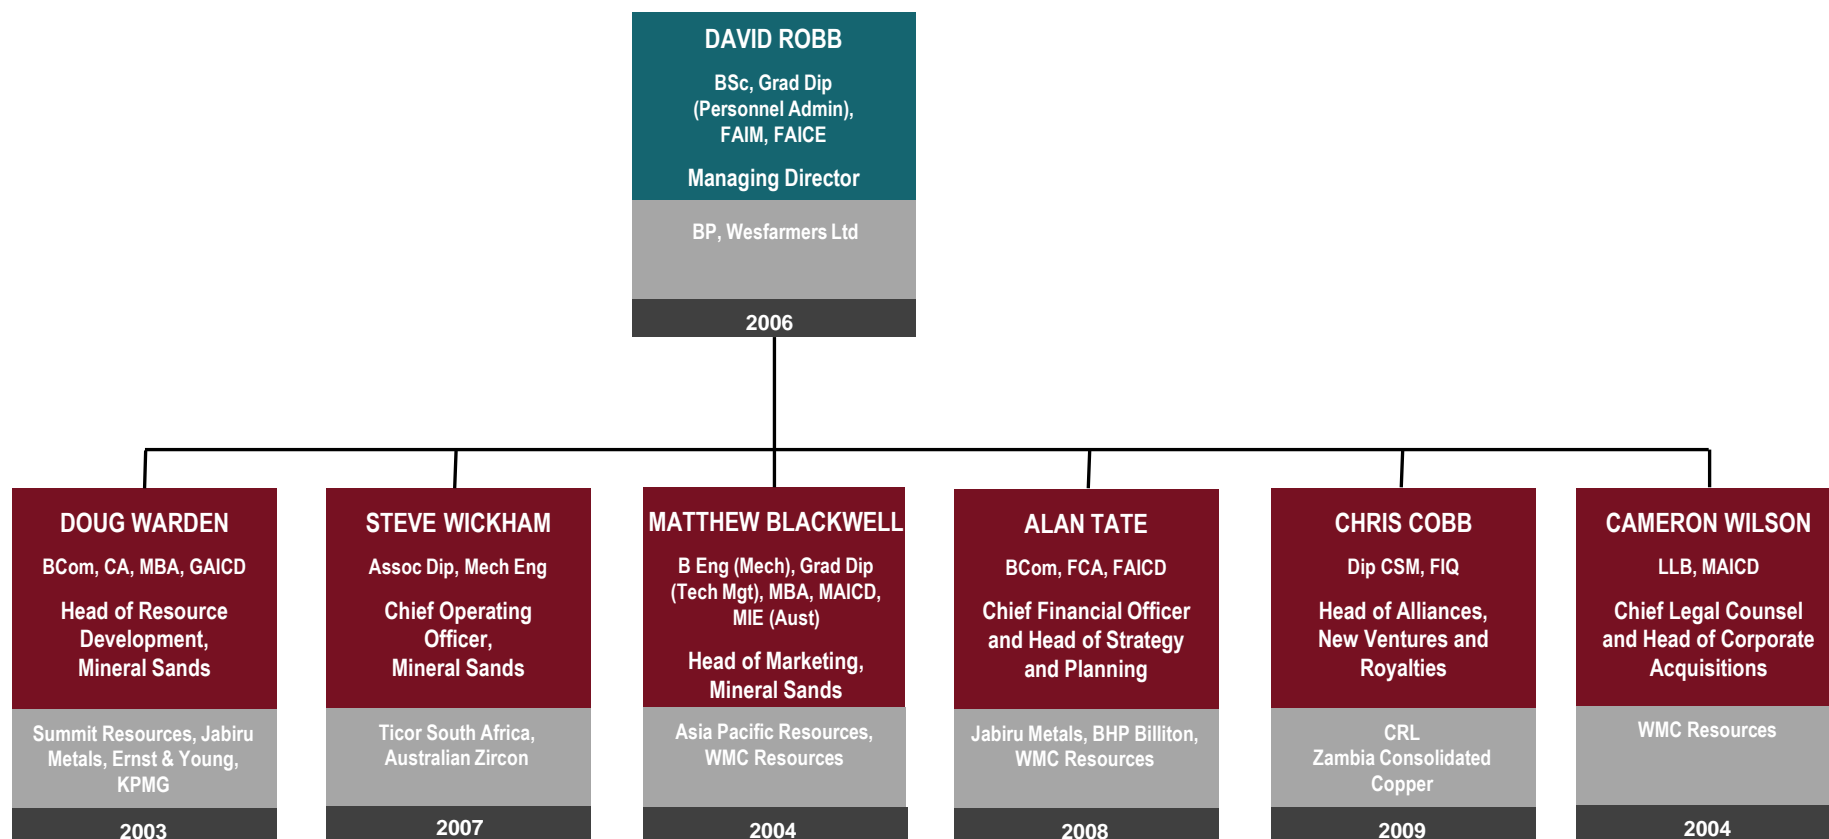 DAVID ROBB
BSc, Grad Dip
(Personnel Admin),
FAIM, FAICE
Managing Director
BP, Wesfarmers Ltd
2006
DOUG WARDEN
BCom, CA, MBA, GAICD
Head of Resource
Development,
Mineral Sands
Summit Resources, Jabiru
Metals, Ernst & Young,
KPMG
2003
STEVE WICKHAM
Assoc Dip, Mech Eng
Chief Operating
Officer,
Mineral Sands
Ticor South Africa,
Australian Zircon
2007
MATTHEW BLACKWELL
B Eng (Mech), Grad Dip
(Tech Mgt), MBA, MAICD,
MIE (Aust)
Head of Marketing,
Mineral Sands
Asia Pacific Resources,
WMC Resources
2004
ALAN TATE
BCom, FCA, FAICD
Chief Financial Officer
and Head of Strategy
and Planning
Jabiru Metals, BHP Billiton,
WMC Resources
2008
CHRIS COBB
Dip CSM, FIQ
Head of Alliances,
New Ventures and
Royalties
CRL
Zambia Consolidated
Copper
2009
CAMERON WILSON
LLB, MAICD
Chief Legal Counsel
and Head of Corporate
Acquisitions
WMC Resources
2004